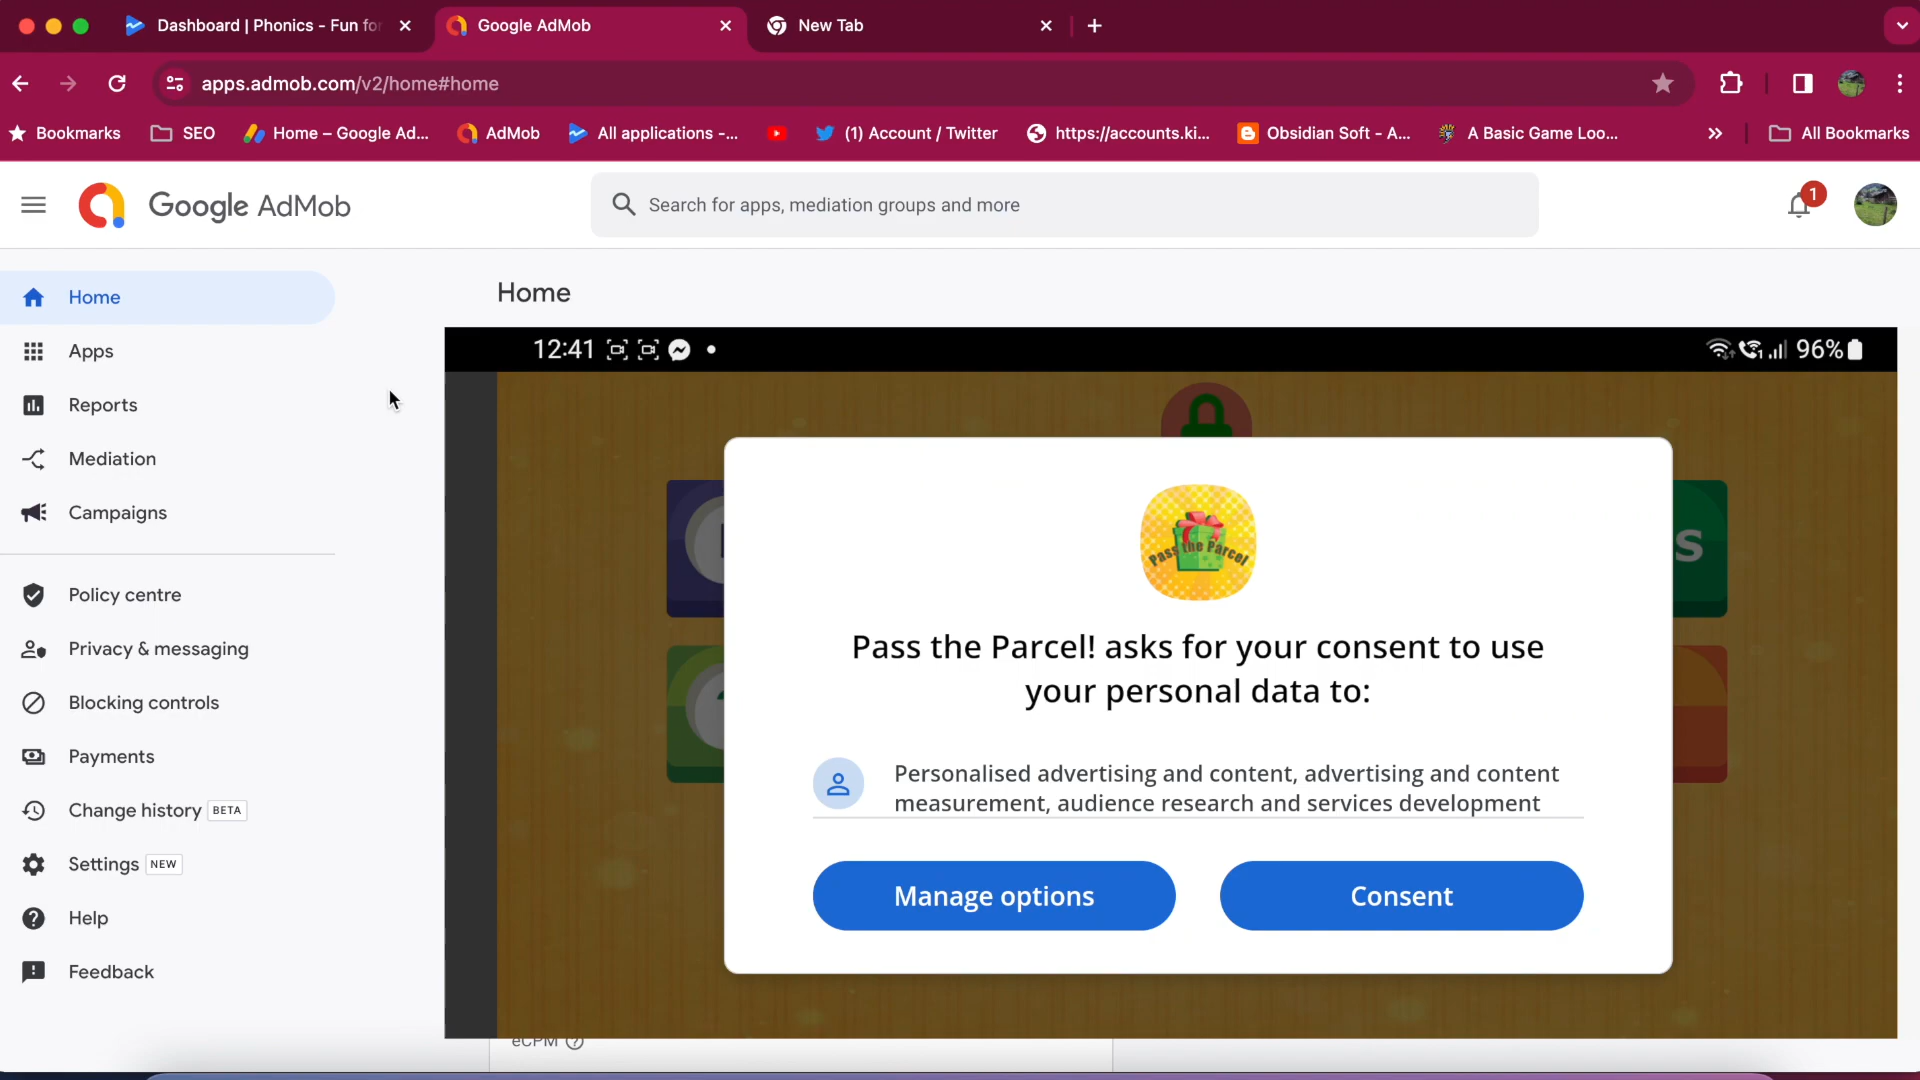 Dashboard | Phonics - Fun for
Google AdMob
New Tab
apps.admob.com/v2/home#home
Bookmarks
SEO
Home – Google Ad...
AdMob
All applications -...
(1) Account / Twitter
https://accounts.ki...
Obsidian Soft - A...
A Basic Game Loo...
All Bookmarks
Google AdMob
Search for apps, mediation groups and more
1
Home
Apps
Reports
Mediation
Campaigns
Policy centre
Privacy & messaging
Blocking controls
Payments
Change history BETA
Settings NEW
Help
Feedback
Home
12:41
96%
S
Pass the Parcel
Pass the Parcel! asks for your consent to use
your personal data to:
Personalised advertising and content, advertising and content
measurement, audience research and services development
Manage options
Consent
eCPM